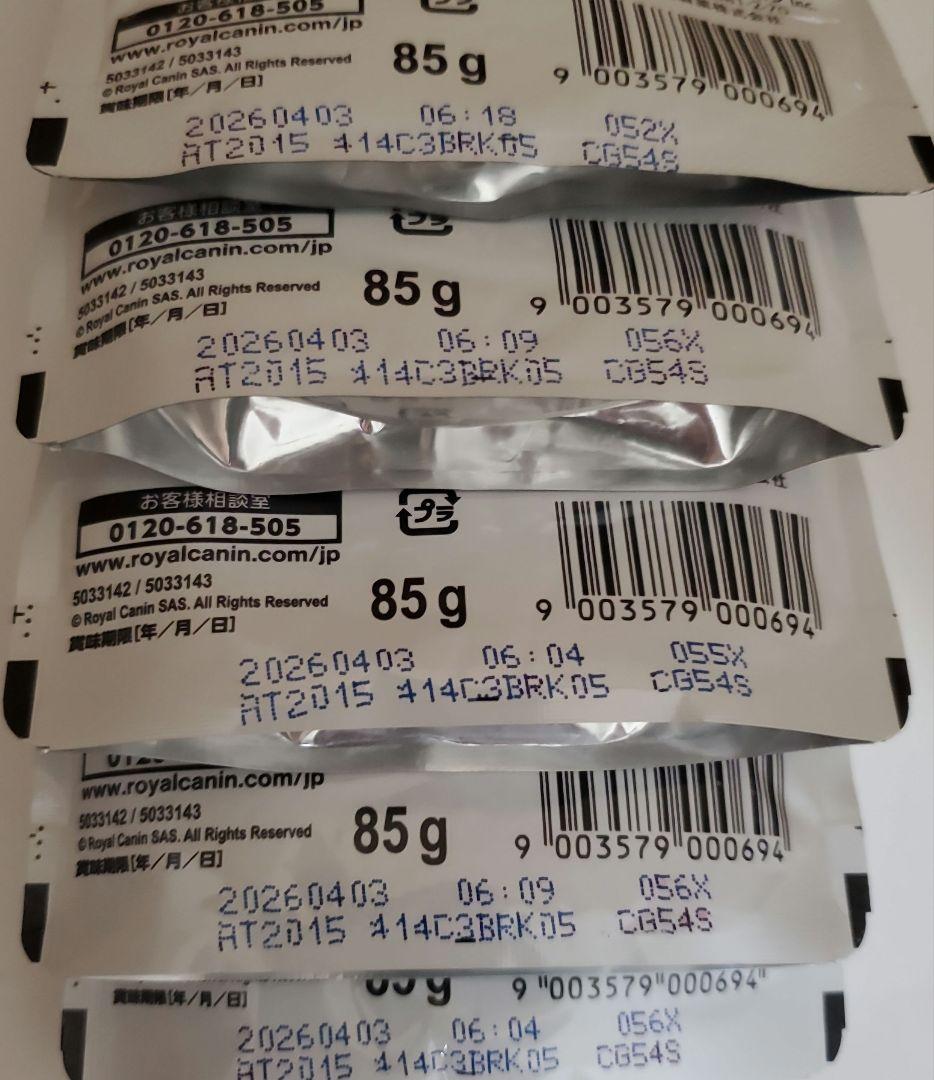 0120-618-505
www.royalcanin.com/jp
5033142 / 5033143
© Royal Canin SAS. All Rights Reserved
賞味期限[年/月/日]
85g
9 003579 000694
20260403 06:18 052X
AT2015 414C3BRK05 CG54S
お客様相談室
0120-618-505
www.royalcanin.com/jp
5033142 / 5033143
© Royal Canin SAS. All Rights Reserved
賞味期限[年/月/日]
プラ
85g
9 003579 000694
20260403 06:09 056X
AT2015 414C3BRK05 CG54S
お客様相談室
0120-618-505
www.royalcanin.com/jp
5033142 / 5033143
© Royal Canin SAS. All Rights Reserved
賞味期限[年/月/日]
プラ
85g
9 003579 000694
20260403 06:04 055X
AT2015 414C3BRK05 CG54S
www.royalcanin.com/jp
5033142 / 5033143
© Royal Canin SAS. All Rights Reserved
賞味期限[年/月/日]
85g
9 003579 000694
20260403 06:09 056X
AT2015 414C3BRK05 CG54S
賞味期限[年/月/日]
9 003579 000694
20260403 06:04 056X
AT2015 414C3BRK05 CG54S